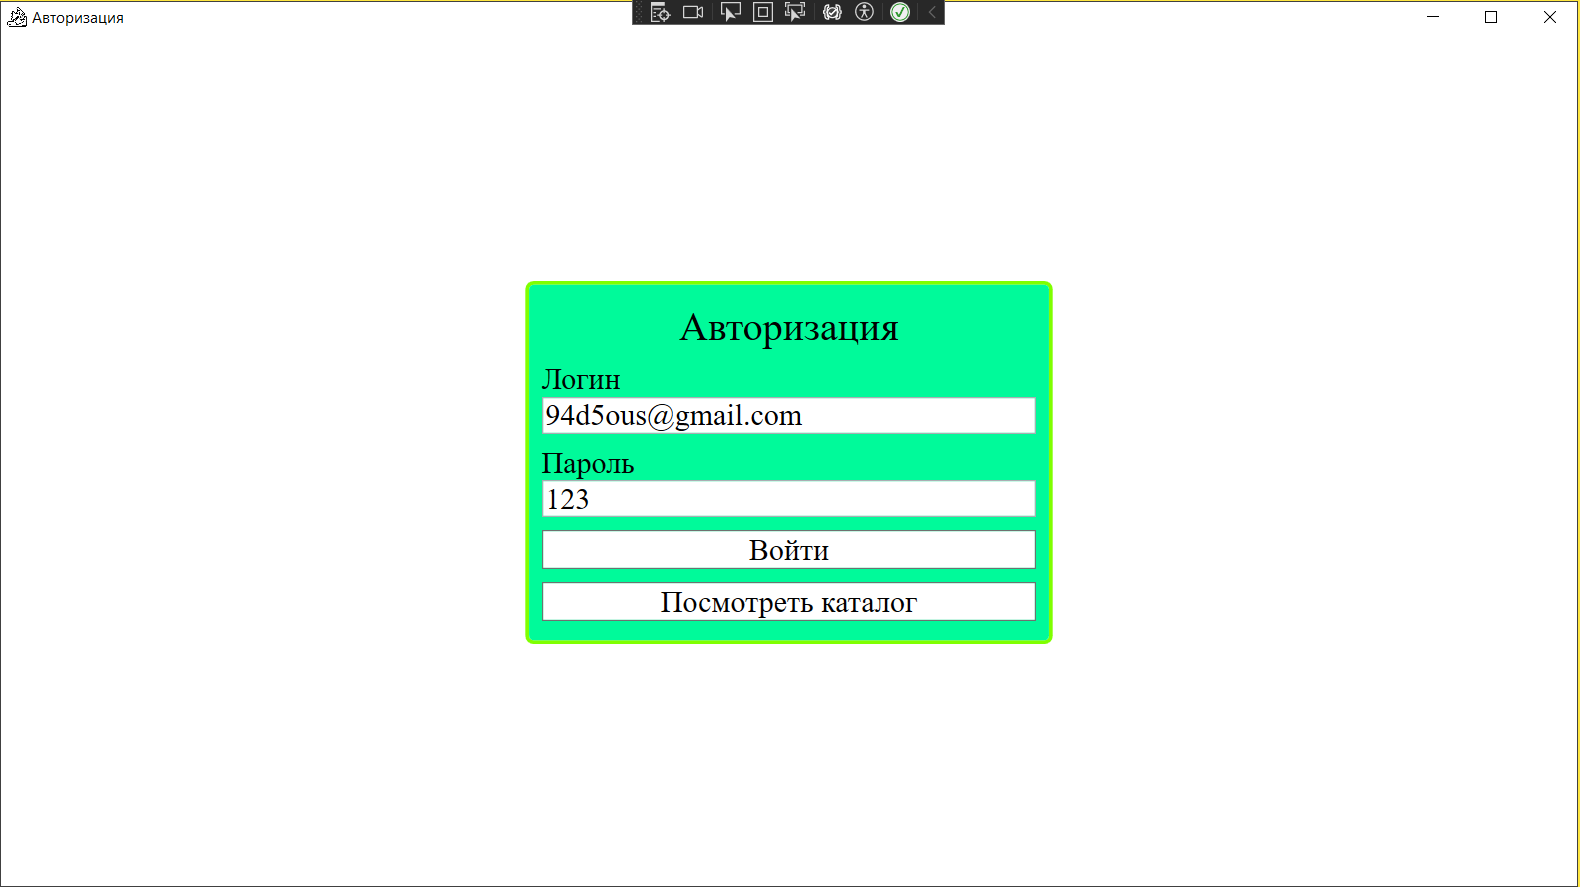 Авторизация
Авторизация
Логин
94d5ous@gmail.com
Пароль
123
Войти
Посмотреть каталог